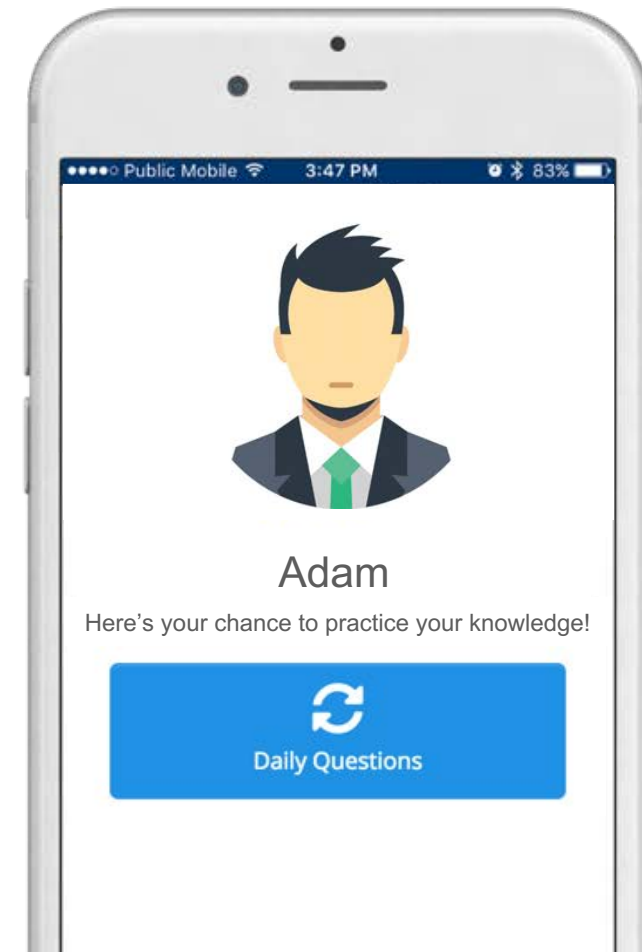 Public Mobile 3:47 PM 83%
Adam
Here’s your chance to practice your knowledge!
Daily Questions